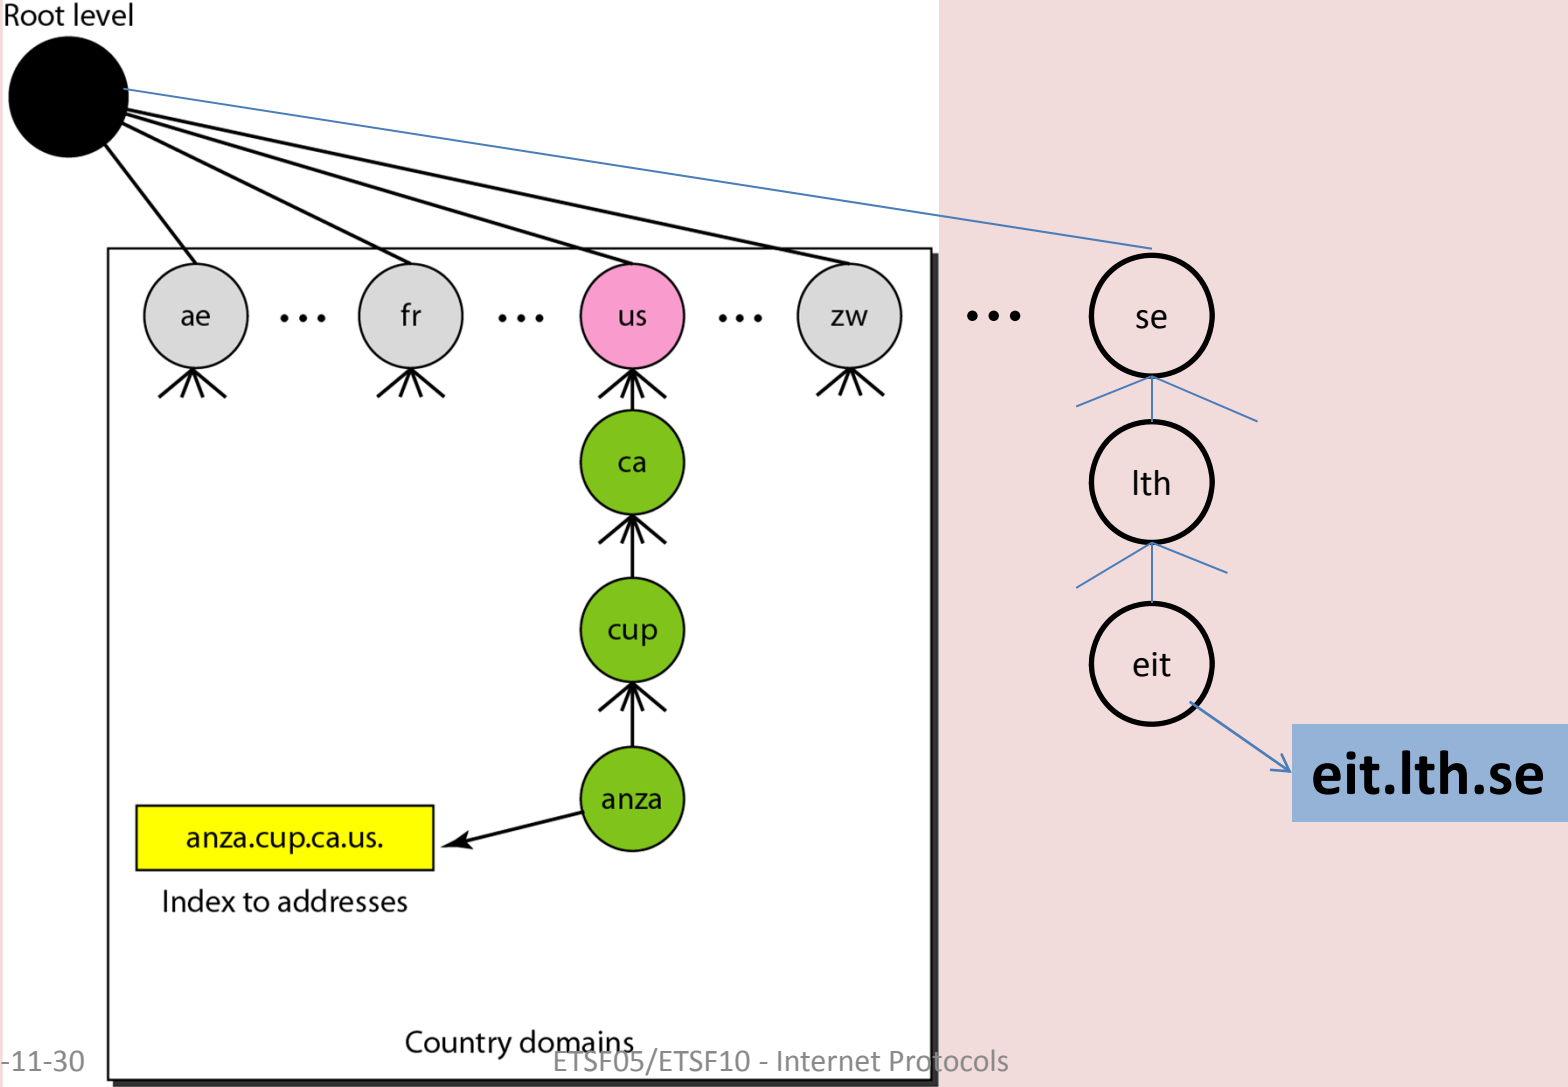 Root level
ae ... fr ... us ... zw ... se
ca
lth
cup
eit
anza
eit.lth.se
anza.cup.ca.us.
Index to addresses
Country domains
-11-30
ETSF05/ETSF10 - Internet Protocols